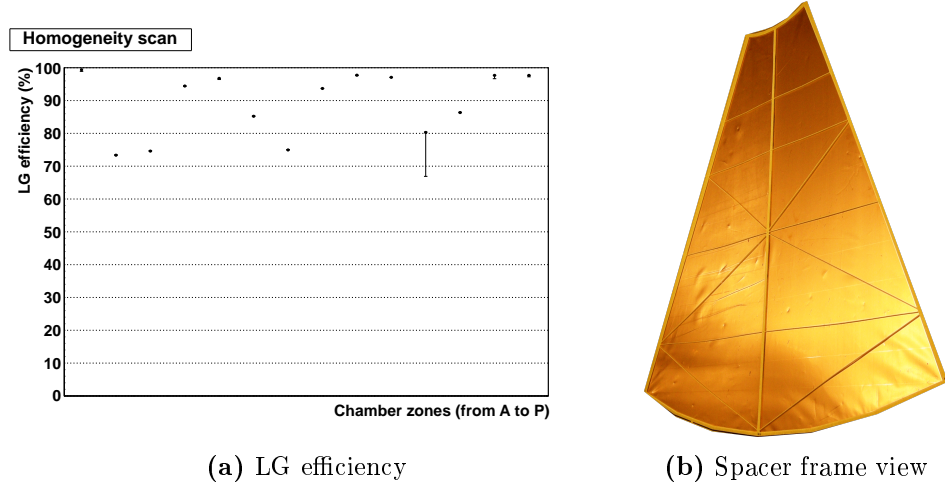 Homogeneity scan
LG efficiency (%)
100
90
80
70
60
50
40
30
20
10
0
Chamber zones (from A to P)
(a) LG efficiency
(b) Spacer frame view